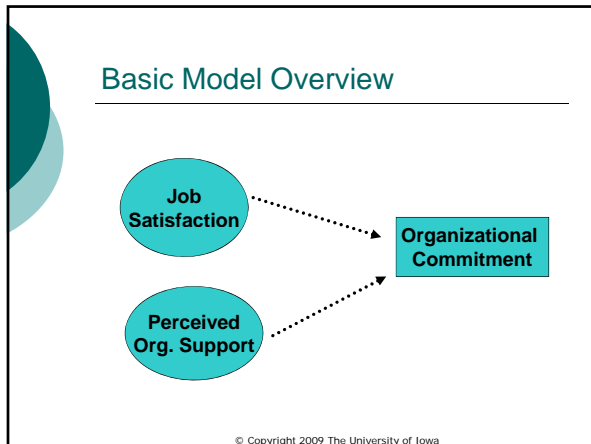 Basic Model Overview
Job
Satisfaction
Organizational
Commitment
Perceived
Org. Support
© Copyright 2009 The University of Iowa